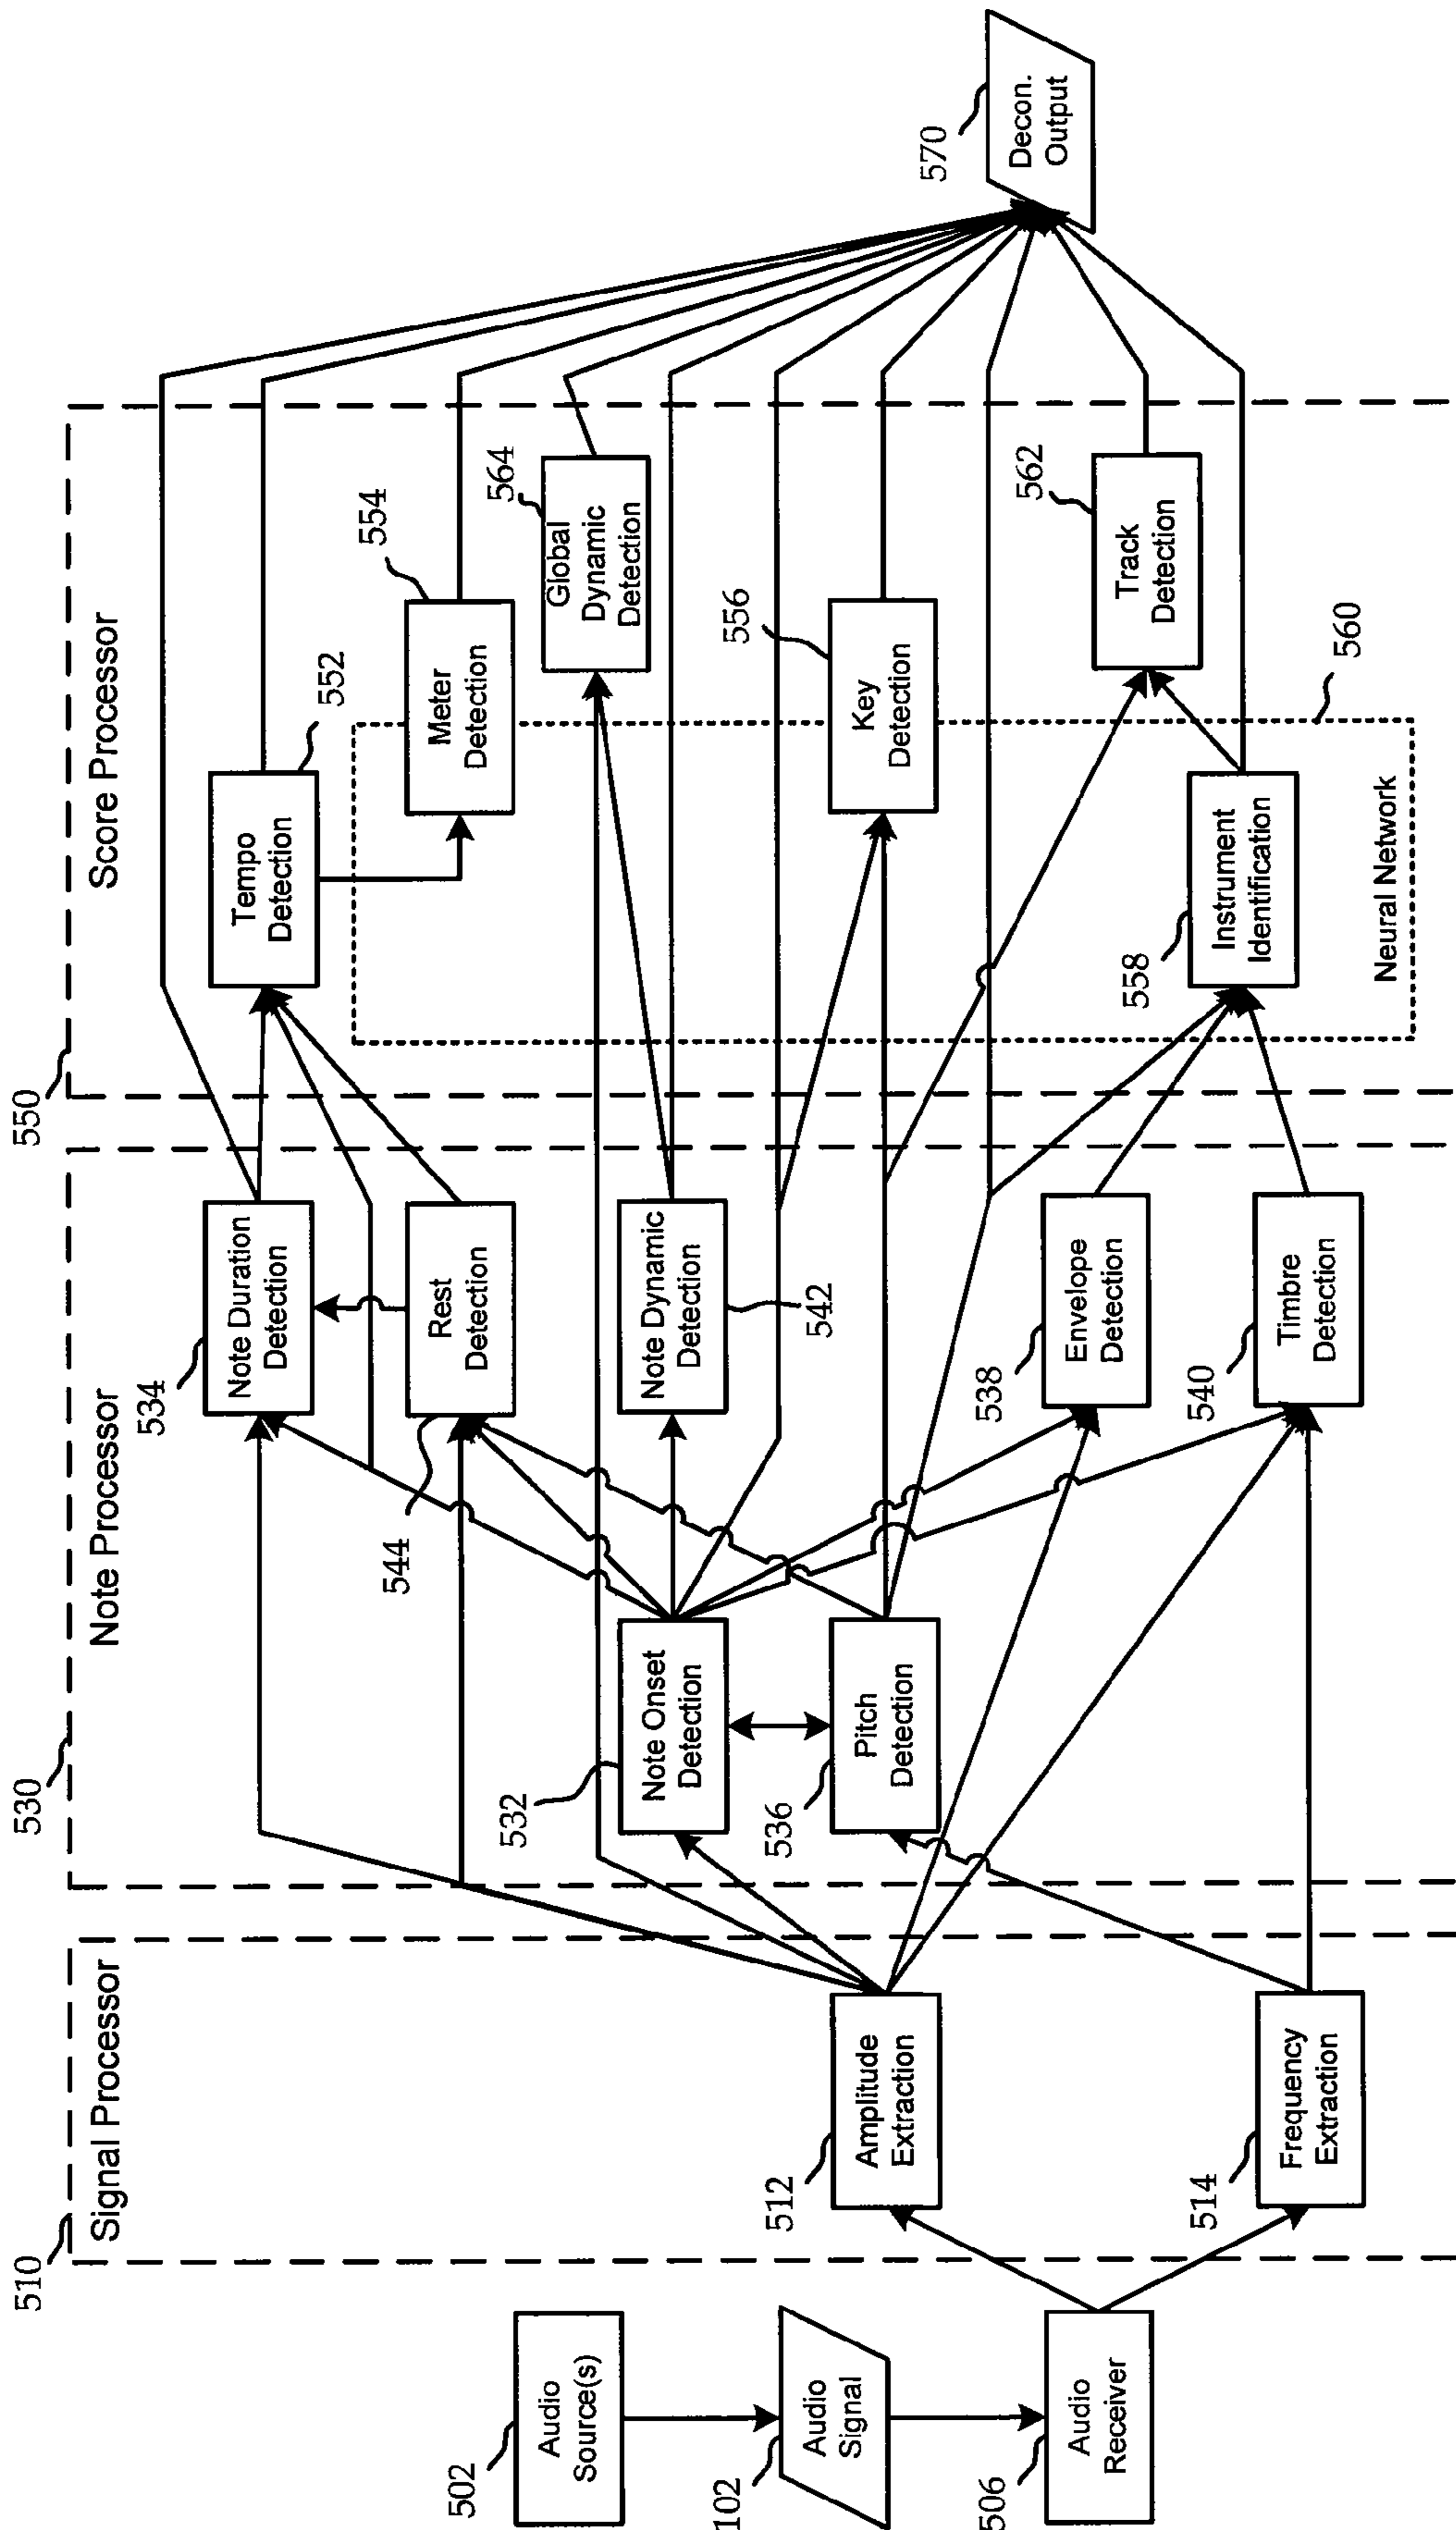 510
Signal Processor
530
Note Processor
550
Score Processor
502
Audio
Source(s)
102
Audio
Signal
506
Audio
Receiver
512
Amplitude
Extraction
514
Frequency
Extraction
532
Note Onset
Detection
536
Pitch
Detection
534
Note Duration
Detection
544
Rest
Detection
Note Dynamic
Detection
542
538
Envelope
Detection
540
Timbre
Detection
Tempo
Detection
552
Meter
Detection
554
Global
Dynamic
Detection
564
Key
Detection
556
558
Instrument
Identification
Neural Network
560
Track
Detection
562
570
Decon.
Output